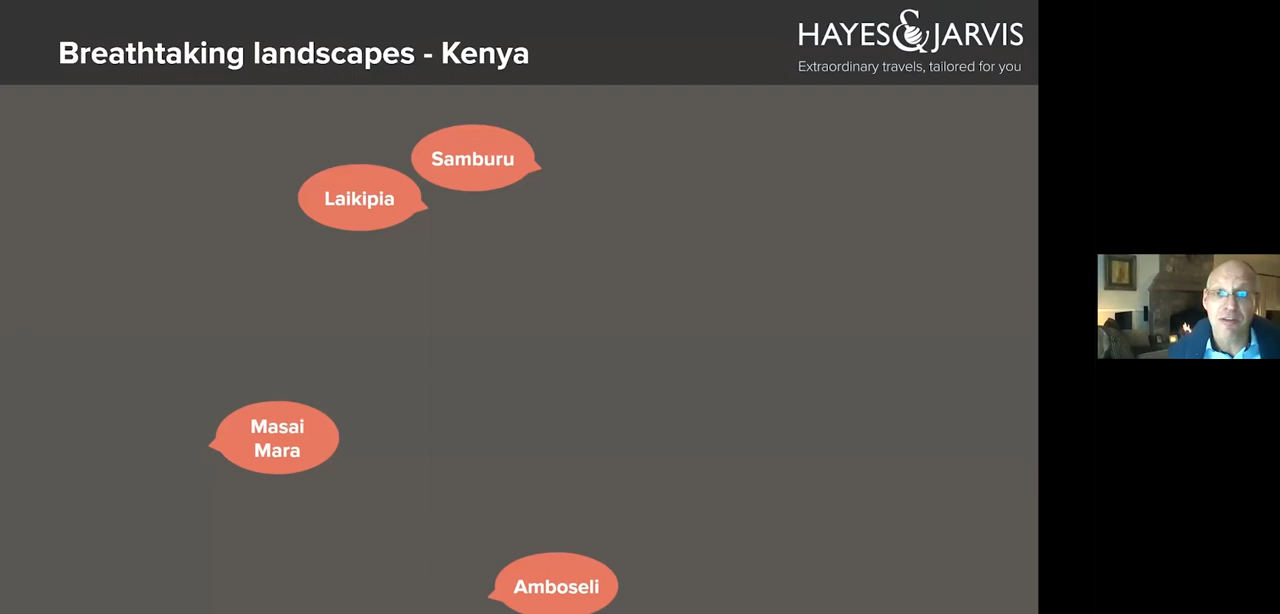 Breathtaking landscapes - Kenya
HAYES & JARVIS
Extraordinary travels, tailored for you
Samburu
Laikipia
Masai
Mara
Amboseli